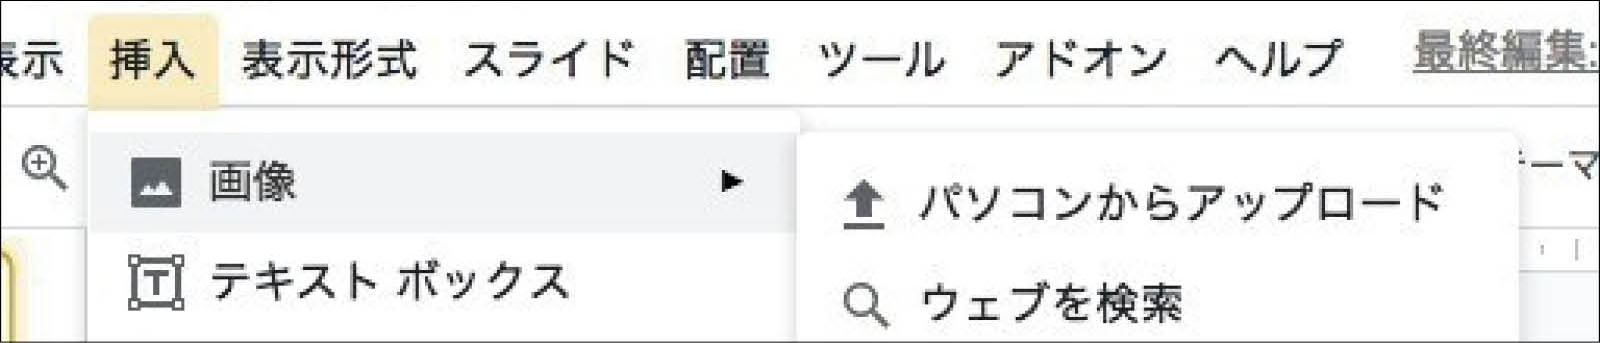 表示 挿入 表示形式 スライド 配置 ツール アドオン ヘルプ 最終編集:
画像
パソコンからアップロード
テキスト ボックス
ウェブを検索